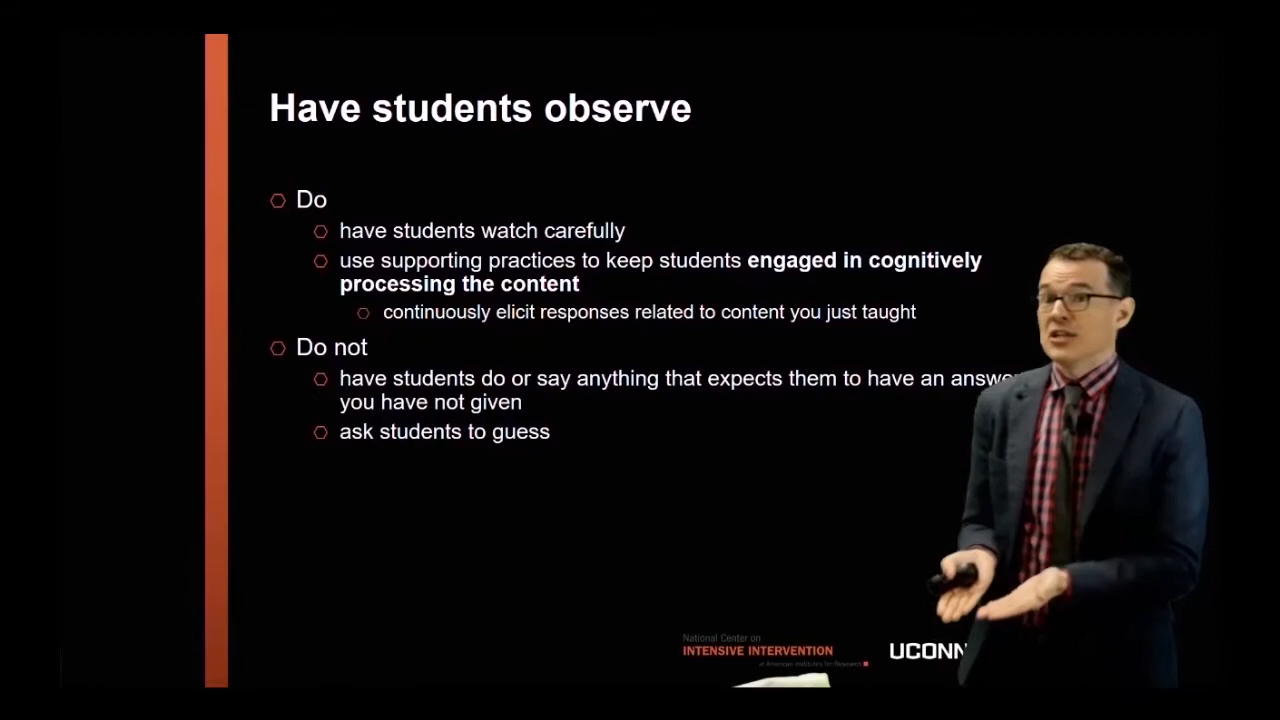 Have students observe
Do
have students watch carefully
use supporting practices to keep students engaged in cognitively
processing the content
continuously elicit responses related to content you just taught
Do not
have students do or say anything that expects them to have an answer
you have not given
ask students to guess
National Center on
INTENSIVE INTERVENTION
at American Institutes for Research
UCONN